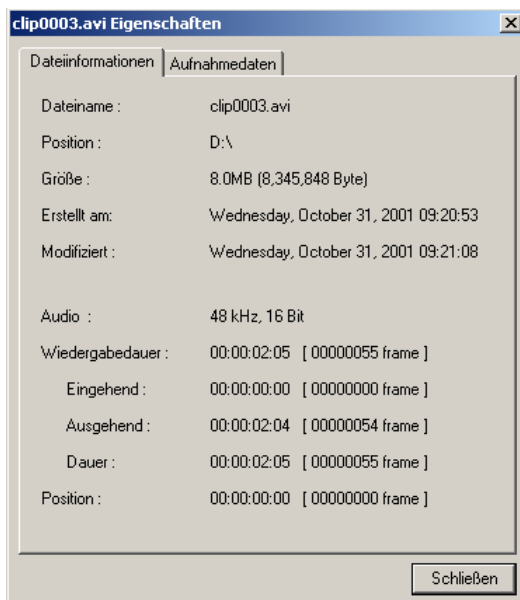 clip0003.avi Eigenschaften
Dateiinformationen Aufnahmedaten
Dateiname : clip0003.avi
Position : D:\
Größe : 8.0MB (8,345,848 Byte)
Erstellt am: Wednesday, October 31, 2001 09:20:53
Modifiziert : Wednesday, October 31, 2001 09:21:08
Audio : 48 kHz, 16 Bit
Wiedergabedauer : 00:00:02:05 [ 00000055 frame ]
Eingehend : 00:00:00:00 [ 00000000 frame ]
Ausgehend : 00:00:02:04 [ 00000054 frame ]
Dauer : 00:00:02:05 [ 00000055 frame ]
Position : 00:00:00:00 [ 00000000 frame ]
Schließen